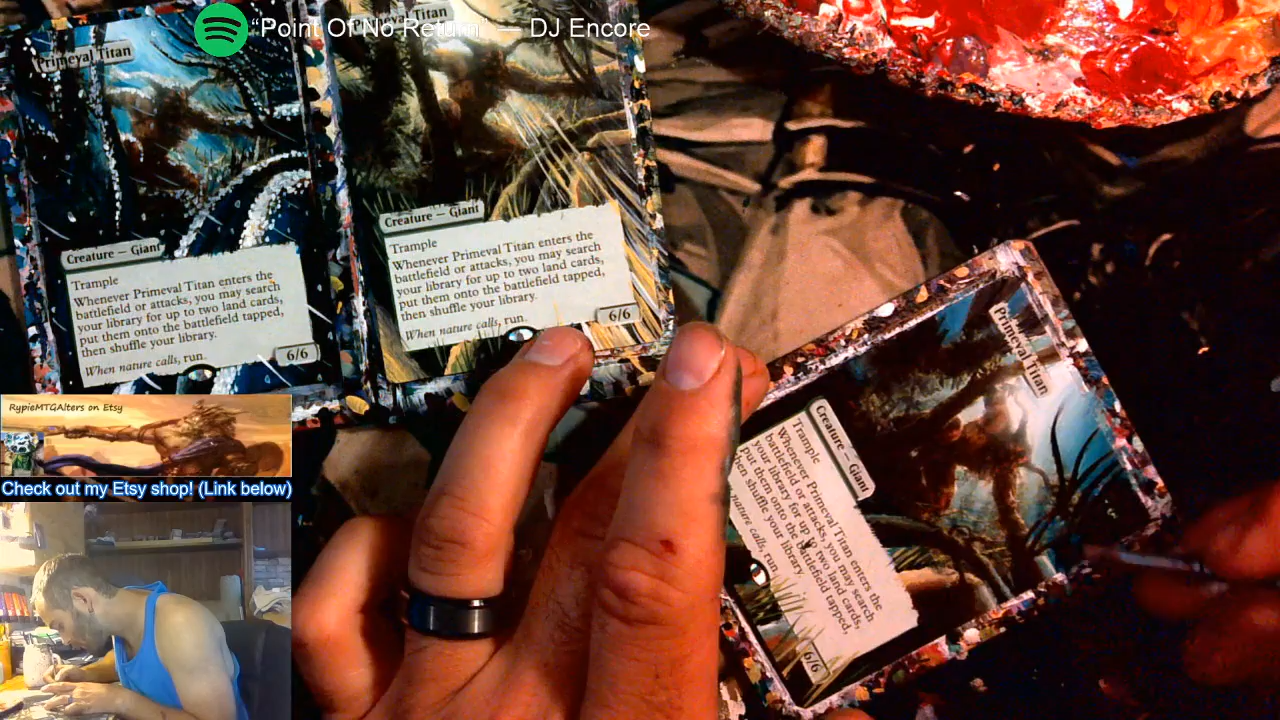 "Point Of No Return" — DJ Encore
Primeval Titan
Creature — Giant
Trample
Whenever Primeval Titan enters the
battlefield or attacks, you may search
your library for up to two land cards,
put them onto the battlefield tapped,
then shuffle your library.
When nature calls, run.
6/6
Titan
Creature — Giant
Trample
Whenever Primeval Titan enters the
battlefield or attacks, you may search
your library for up to two land cards,
put them onto the battlefield tapped,
then shuffle your library.
When nature calls, run.
6/6
Primeval Titan
Creature — Giant
Trample
Whenever Primeval Titan enters the
battlefield or attacks, you may search
your library for up to two land cards,
Put them onto the battlefield tapped,
then shuffle your library.
nature calls, run.
6/6
RypieMTGAlters on Etsy
Check out my Etsy shop! (Link below)